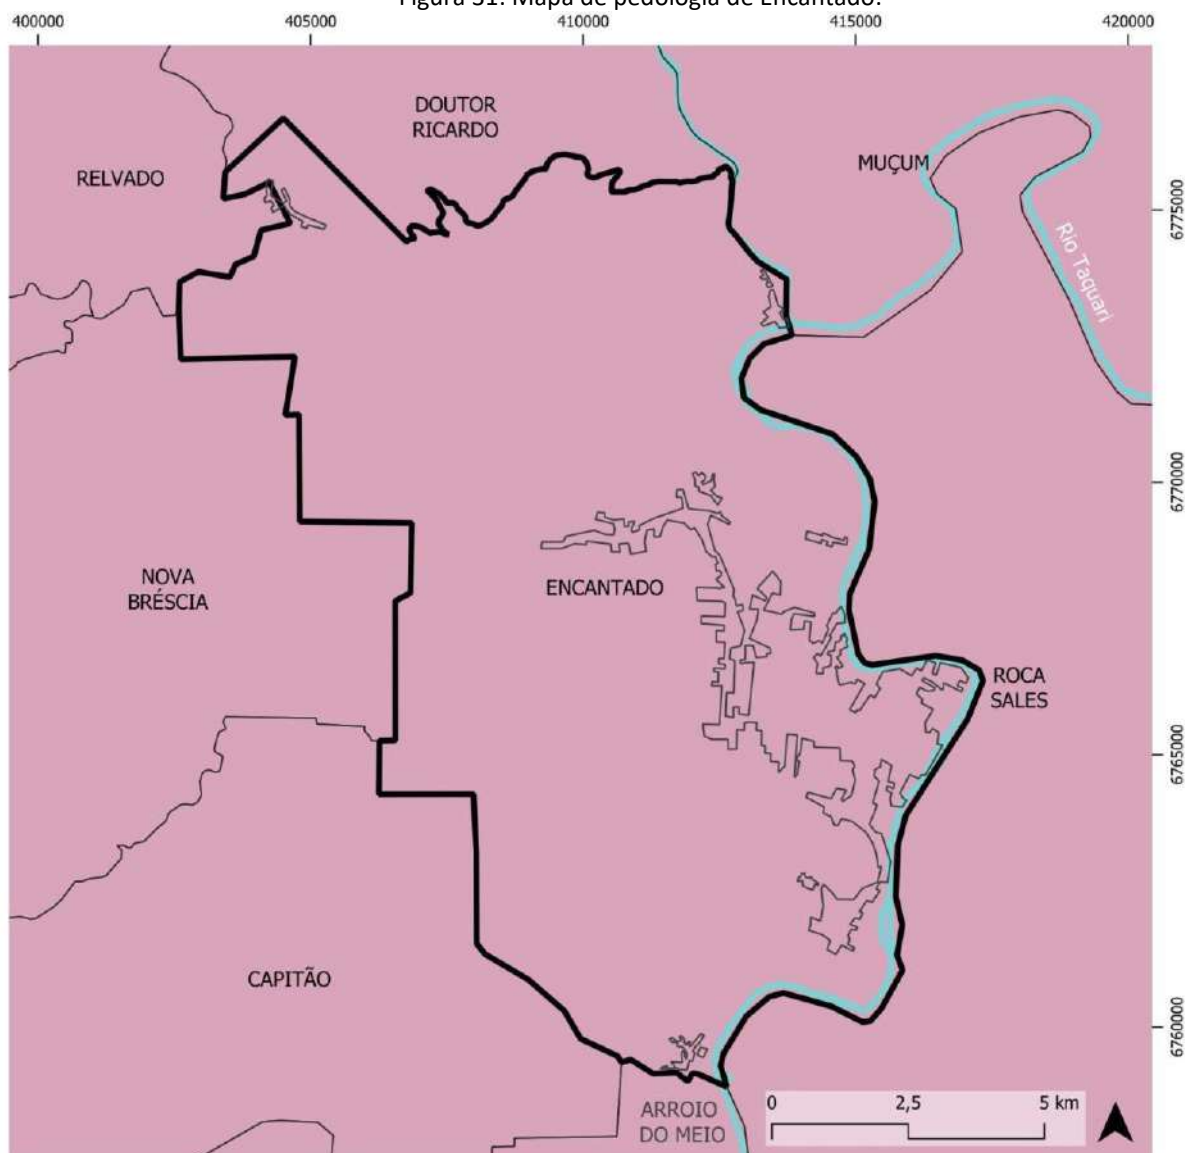 Figura 31: Mapa de pedologia de Encantado.
400000 405000 410000 415000 420000
DOUTOR
RICARDO
RELVADO
MUÇUM
6775000
Rio Taquari
6770000
NOVA
BRÉSCIA
ENCANTADO
ROCA
SALES
6765000
CAPITÃO
6760000
ARROIO
DO MEIO
0 2,5 5 km